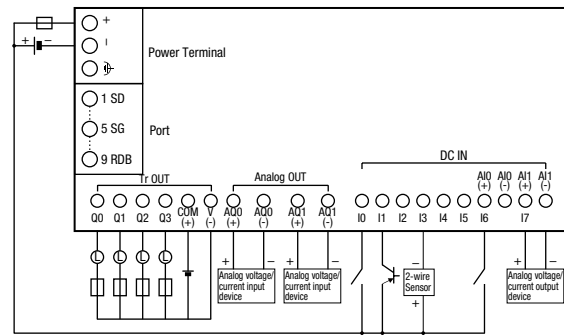 +
−
Power Terminal
+ −
1 SD
5 SG
Port
9 RDB
Tr OUT
Analog OUT
DC IN
AI0 (+)
AI0 (-)
AI1 (+)
AI1 (-)
Q0 Q1 Q2 Q3 COM (+) V (-) AQ0 (+) AQ0 (-) AQ1 (+) AQ1 (-) I0 I1 I2 I3 I4 I5 I6 I7
L L L L
+ −
Analog voltage/
current input
device
+ −
Analog voltage/
current input
device
−
2-wire
Sensor
+
+ −
Analog voltage/
current output
device